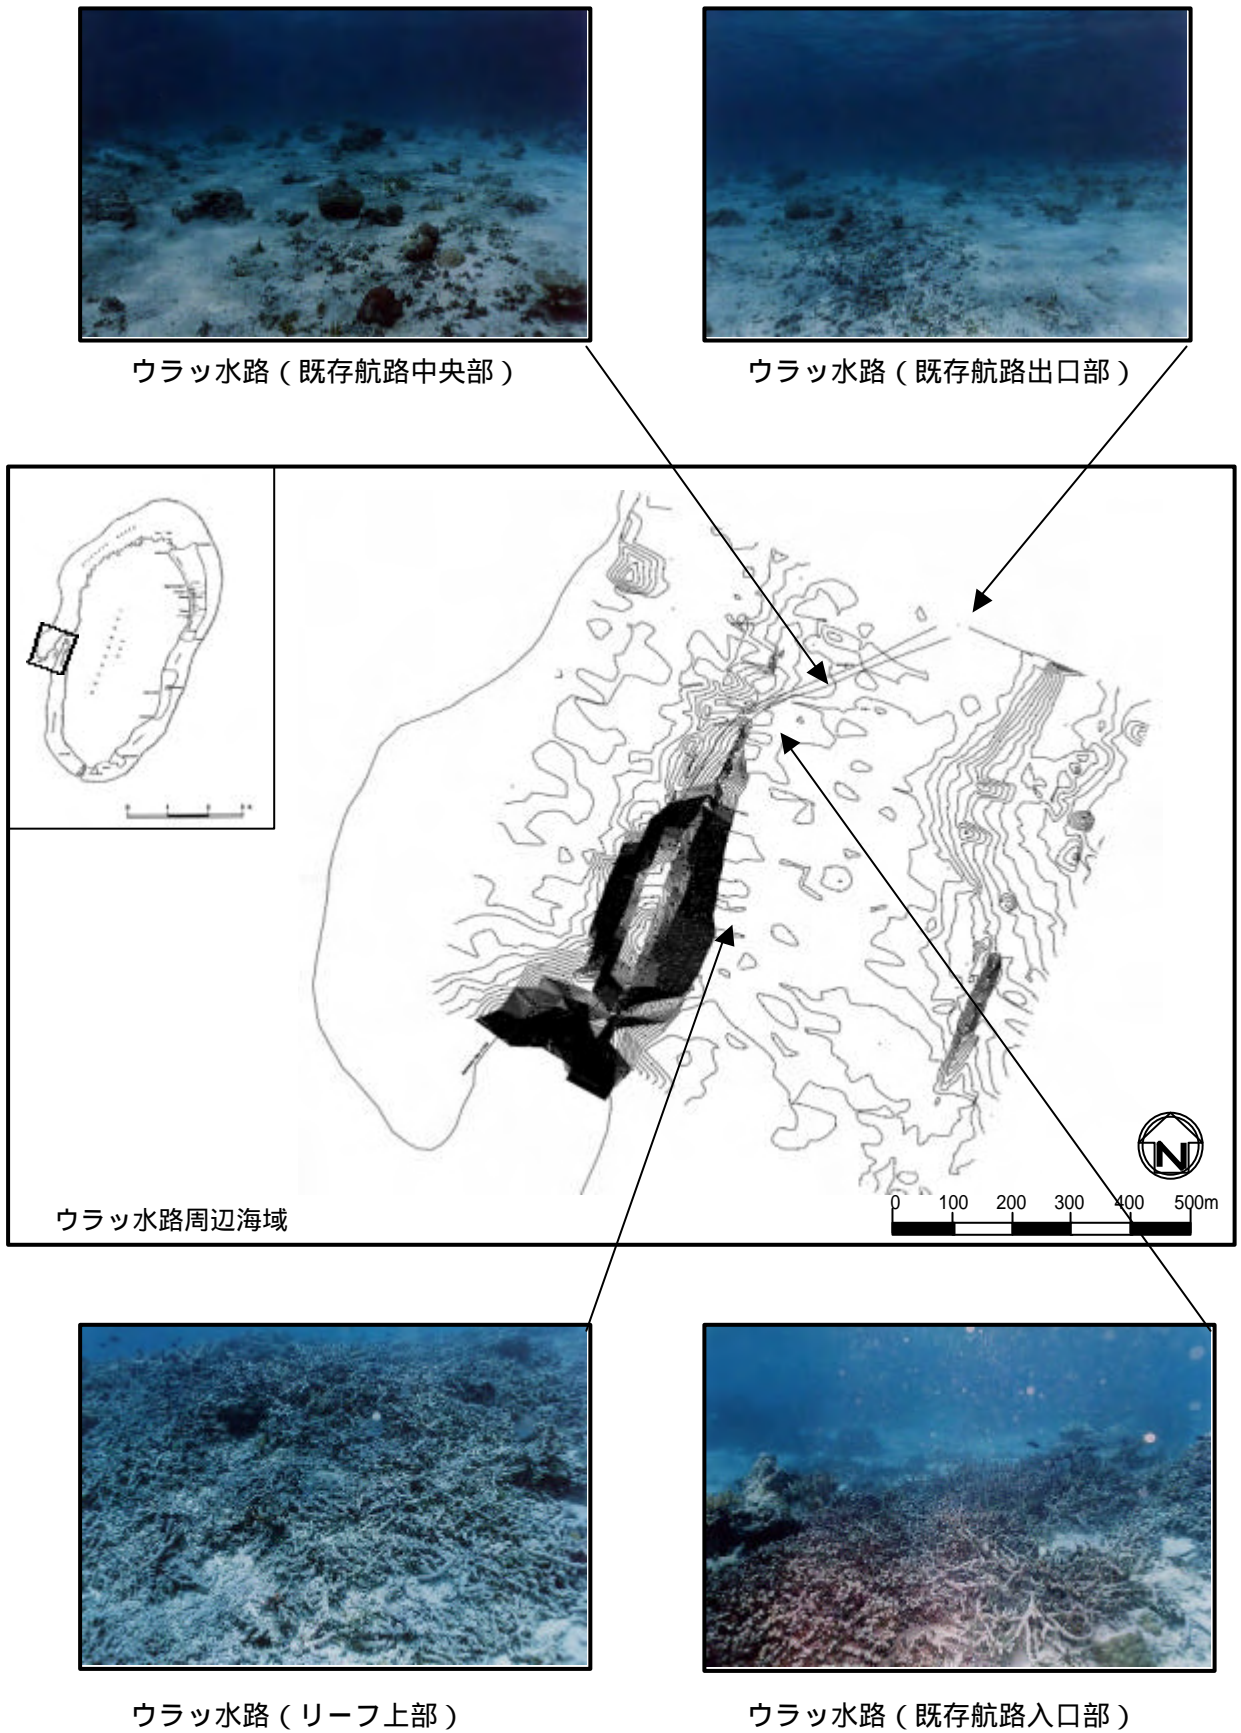 ウラッ水路（既存航路中央部）
ウラッ水路（既存航路出口部）
N
0 100 200 300 400 500m
ウラッ水路周辺海域
ウラッ水路（リーフ上部）
ウラッ水路（既存航路入口部）